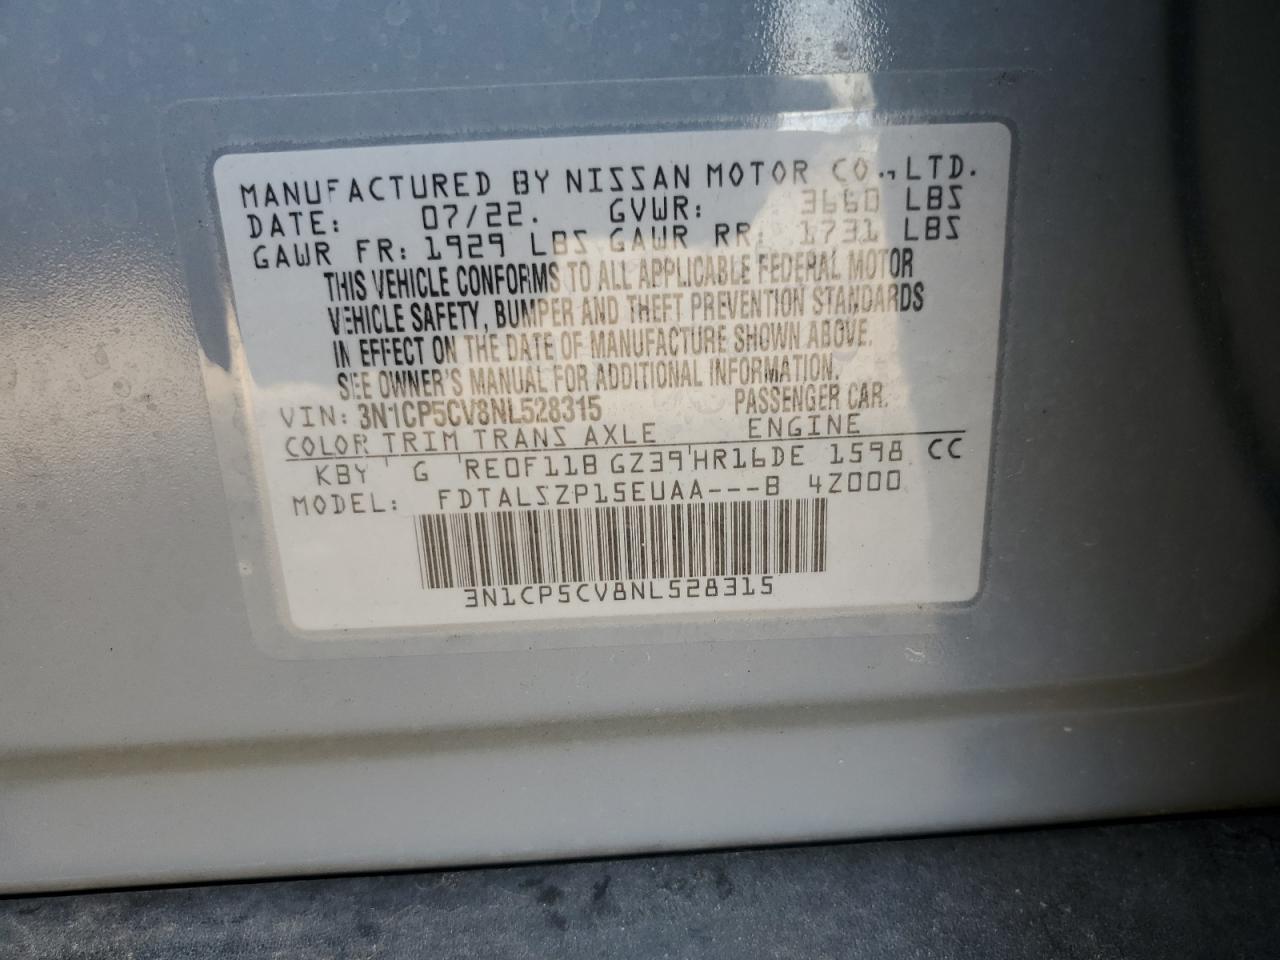 MANUFACTURED BY NISSAN MOTOR CO., LTD.
DATE: 07/22. GVWR: 3660 LBS
GAWR FR: 1929 LBS GAWR RR: 1731 LBS
THIS VEHICLE CONFORMS TO ALL APPLICABLE FEDERAL MOTOR
VEHICLE SAFETY, BUMPER AND THEFT PREVENTION STANDARDS
IN EFFECT ON THE DATE OF MANUFACTURE SHOWN ABOVE.
SEE OWNER'S MANUAL FOR ADDITIONAL INFORMATION.
VIN: 3N1CP5CV8NL528315 PASSENGER CAR.
COLOR TRIM TRANS AXLE ENGINE
KBY G RE0F11B GZ39 HR16DE 1598 CC
MODEL: FDTALSZP15EUAA---B 4Z000
3N1CP5CV8NL528315